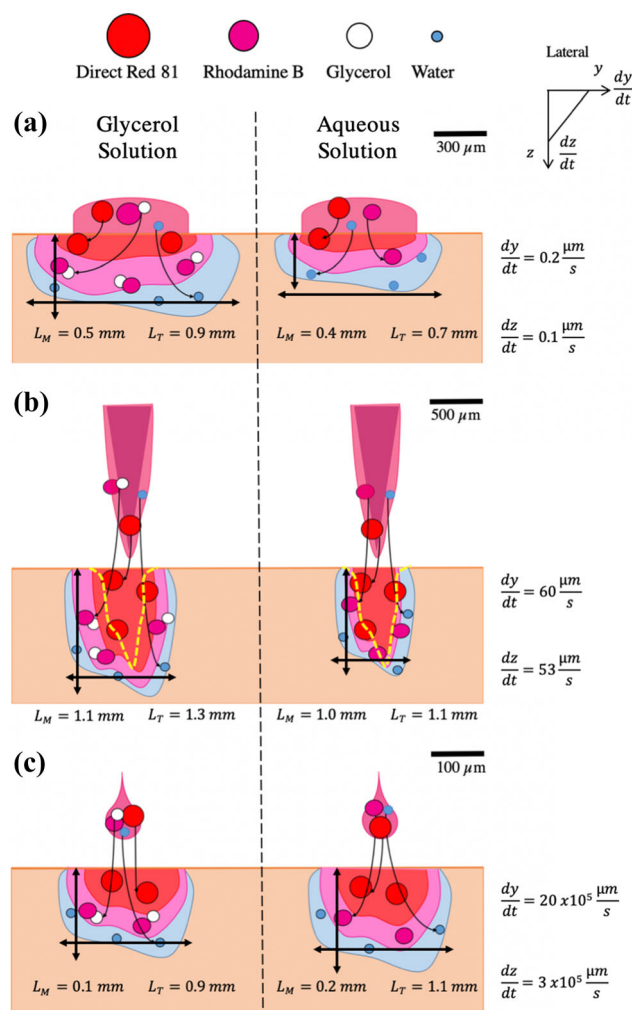 Direct Red 81 Rhodamine B Glycerol Water
Lateral
y
dy/dt
z
dz/dt
(a)
Glycerol
Solution
Aqueous
Solution
300 µm
dy/dt = 0.2 µm/s
L_M = 0.5 mm L_T = 0.9 mm L_M = 0.4 mm L_T = 0.7 mm
dz/dt = 0.1 µm/s
(b)
500 µm
dy/dt = 60 µm/s
dz/dt = 53 µm/s
L_M = 1.1 mm L_T = 1.3 mm L_M = 1.0 mm L_T = 1.1 mm
(c)
100 µm
dy/dt = 20 x10⁵ µm/s
L_M = 0.1 mm L_T = 0.9 mm L_M = 0.2 mm L_T = 1.1 mm
dz/dt = 3 x10⁵ µm/s